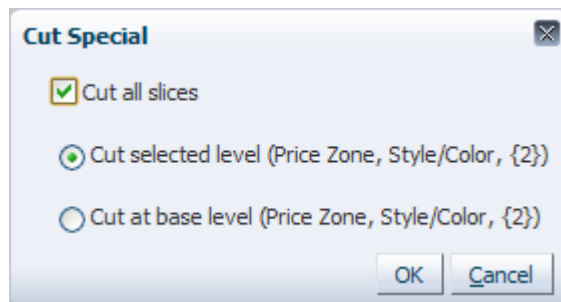 Cut Special
Cut all slices
Cut selected level (Price Zone, Style/Color, {2})
Cut at base level (Price Zone, Style/Color, {2})
OK Cancel